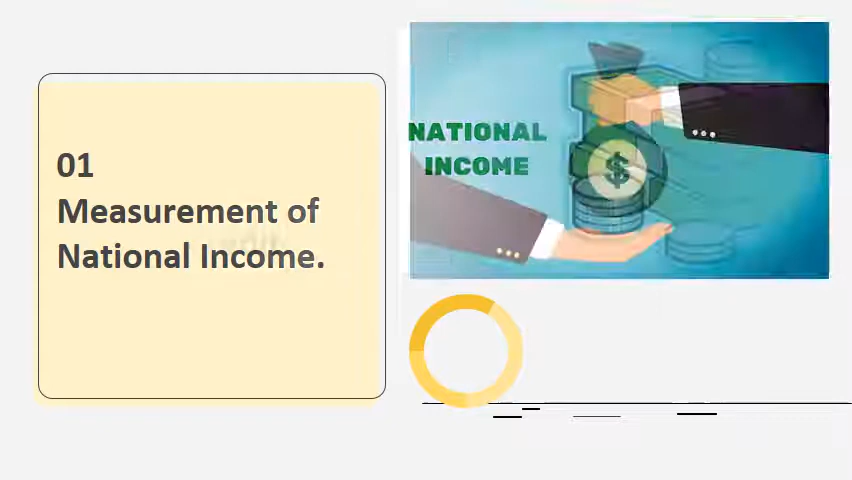 01
Measurement of
National Income.
NATIONAL
INCOME
$